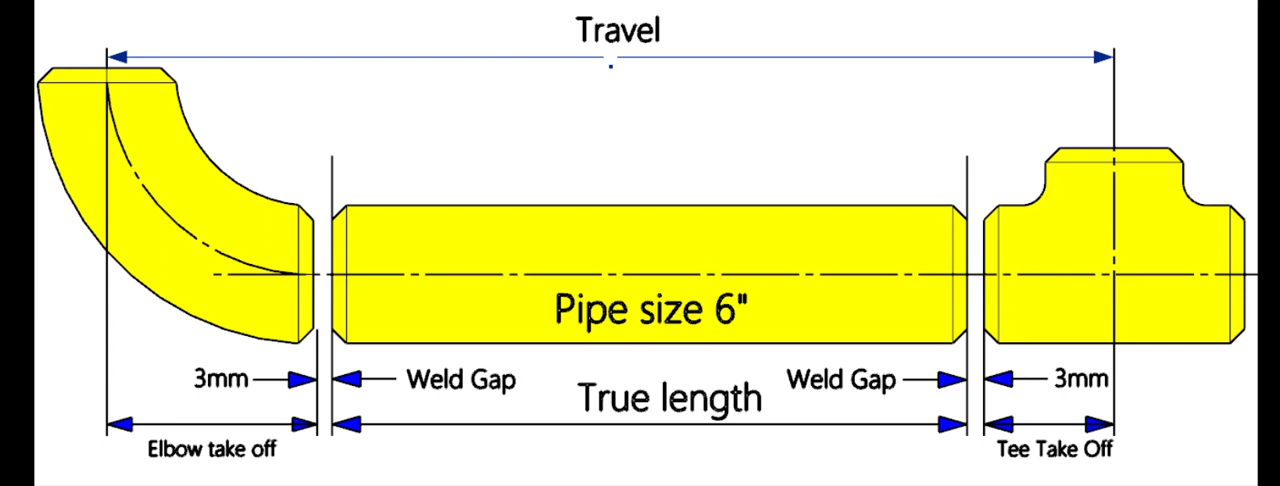 Travel
Pipe size 6"
3mm
Weld Gap
Weld Gap
3mm
True length
Elbow take off
Tee Take Off